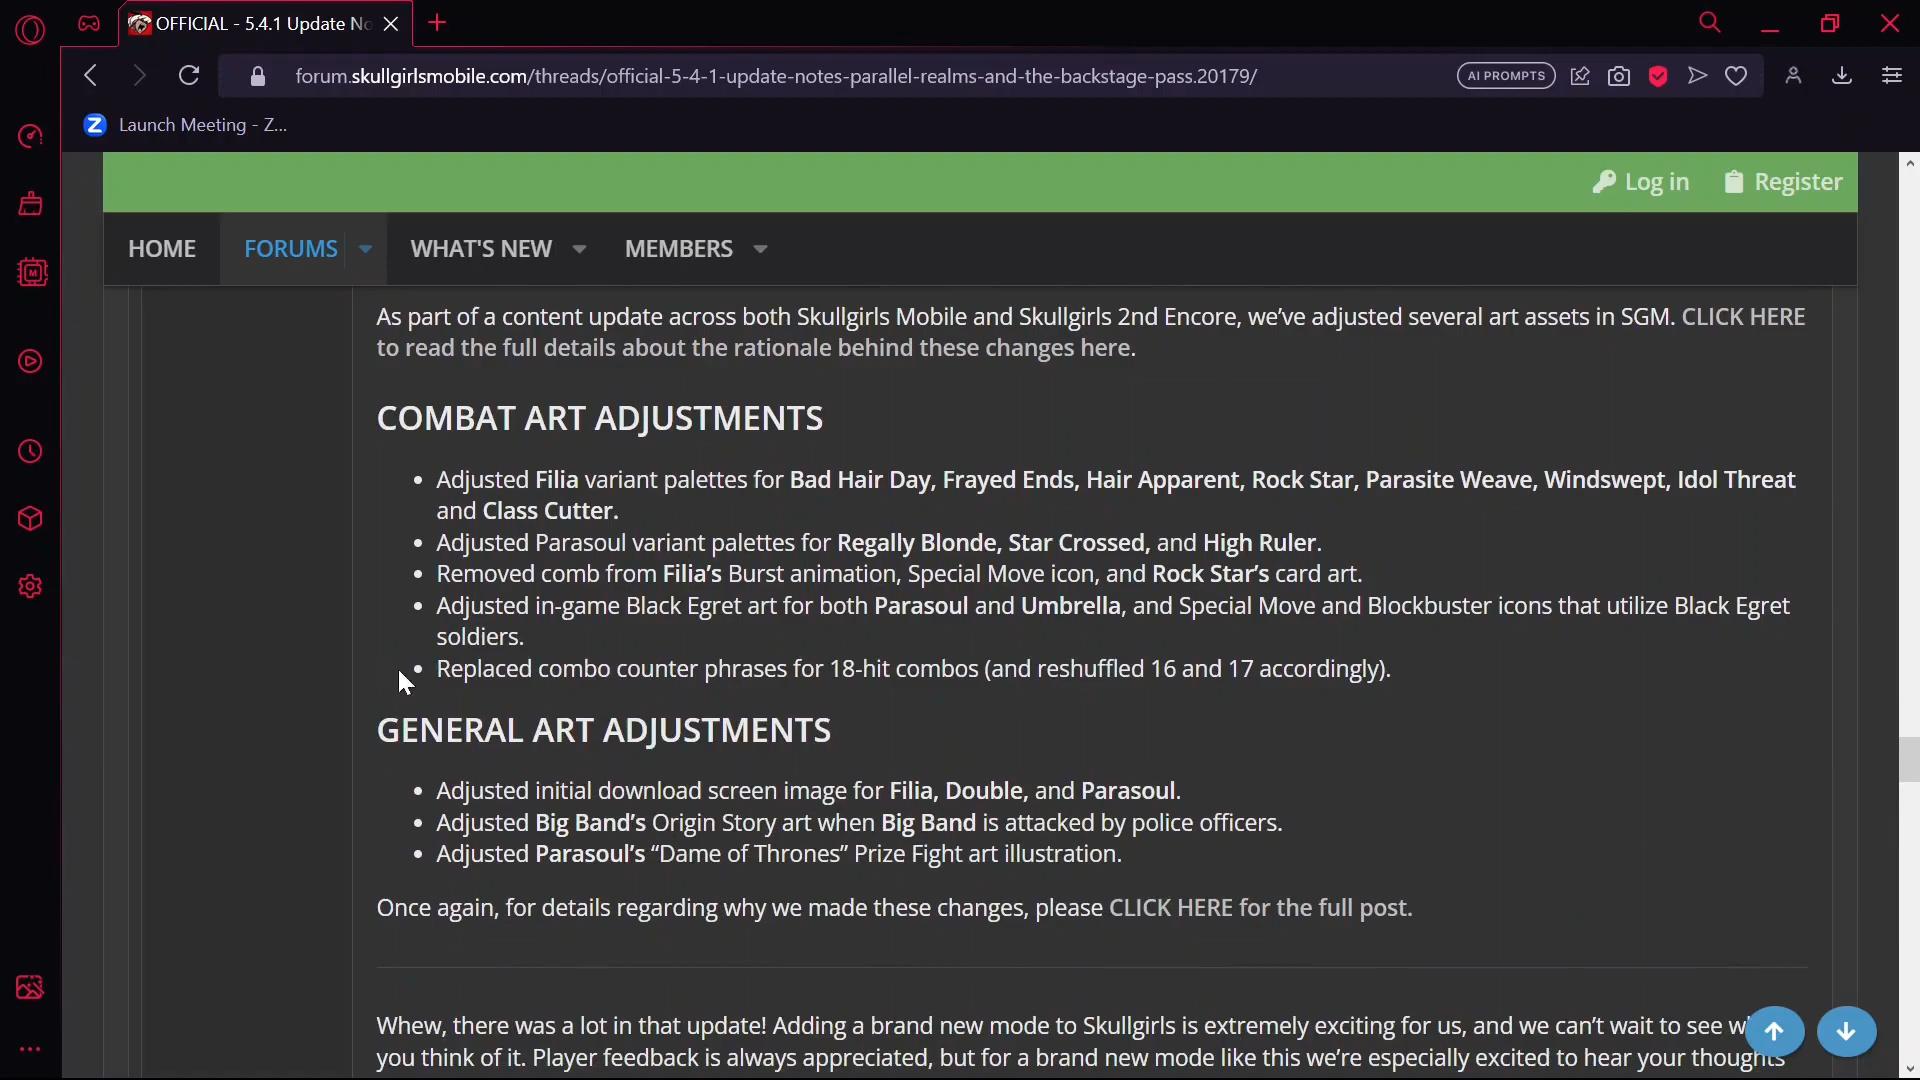 OFFICIAL - 5.4.1 Update No
forum.skullgirlsmobile.com/threads/official-5-4-1-update-notes-parallel-realms-and-the-backstage-pass.20179/
AI PROMPTS
Z Launch Meeting - Z...
Log in Register
HOME FORUMS WHAT'S NEW MEMBERS
As part of a content update across both Skullgirls Mobile and Skullgirls 2nd Encore, we’ve adjusted several art assets in SGM. CLICK HERE
to read the full details about the rationale behind these changes here.
COMBAT ART ADJUSTMENTS
• Adjusted Filia variant palettes for Bad Hair Day, Frayed Ends, Hair Apparent, Rock Star, Parasite Weave, Windswept, Idol Threat
and Class Cutter.
• Adjusted Parasoul variant palettes for Regally Blonde, Star Crossed, and High Ruler.
• Removed comb from Filia’s Burst animation, Special Move icon, and Rock Star’s card art.
• Adjusted in-game Black Egret art for both Parasoul and Umbrella, and Special Move and Blockbuster icons that utilize Black Egret
soldiers.
• Replaced combo counter phrases for 18-hit combos (and reshuffled 16 and 17 accordingly).
GENERAL ART ADJUSTMENTS
• Adjusted initial download screen image for Filia, Double, and Parasoul.
• Adjusted Big Band’s Origin Story art when Big Band is attacked by police officers.
• Adjusted Parasoul’s “Dame of Thrones” Prize Fight art illustration.
Once again, for details regarding why we made these changes, please CLICK HERE for the full post.
Whew, there was a lot in that update! Adding a brand new mode to Skullgirls is extremely exciting for us, and we can’t wait to see
you think of it. Player feedback is always appreciated, but for a brand new mode like this we’re especially excited to hear your thoughts